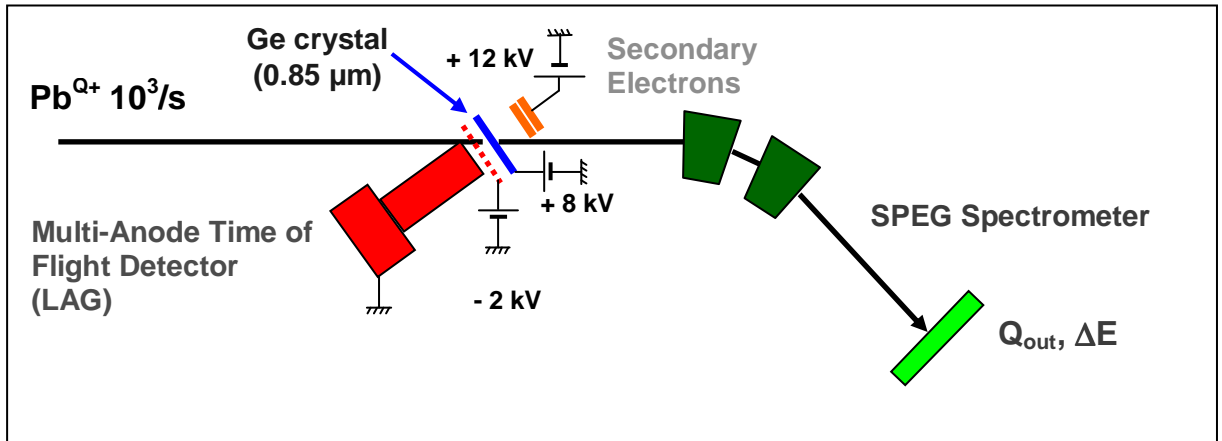 Ge crystal
(0.85 µm)
+ 12 kV
Secondary
Electrons
Pb^Q+ 10^3/s
+ 8 kV
SPEG Spectrometer
Multi-Anode Time of
Flight Detector
(LAG)
- 2 kV
Q_out, ΔE